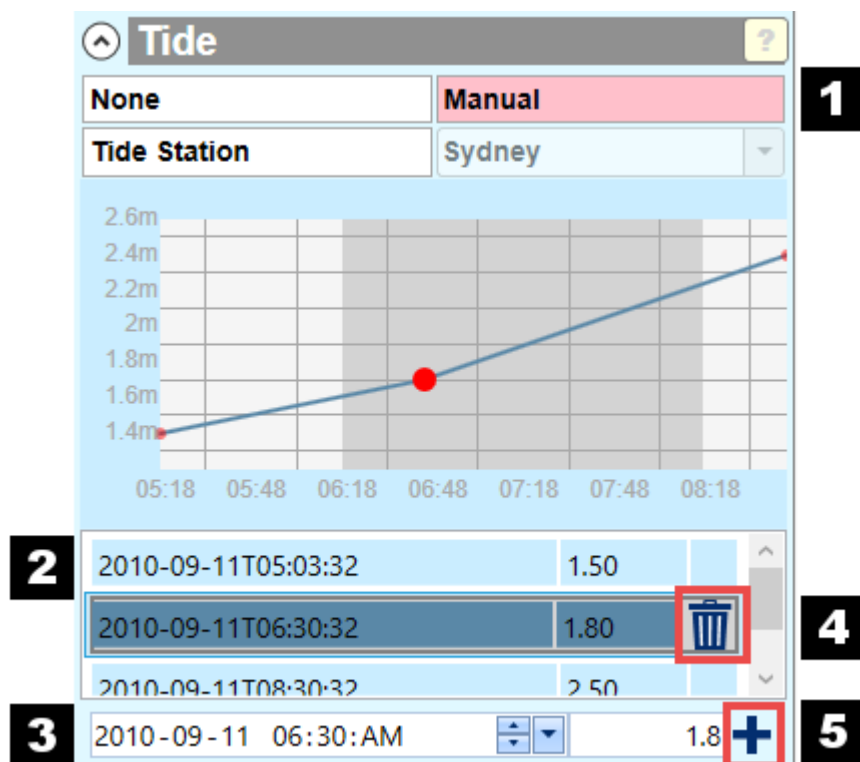 Tide ?
None Manual 1
Tide Station Sydney
2.6m
2.4m
2.2m
2m
1.8m
1.6m
1.4m
05:18 05:48 06:18 06:48 07:18 07:48 08:18
2 2010-09-11T05:03:32 1.50
2010-09-11T06:30:32 1.80 4
2010-09-11T08:30:32 2.50
3 2010-09-11 06:30:AM 1.8 5